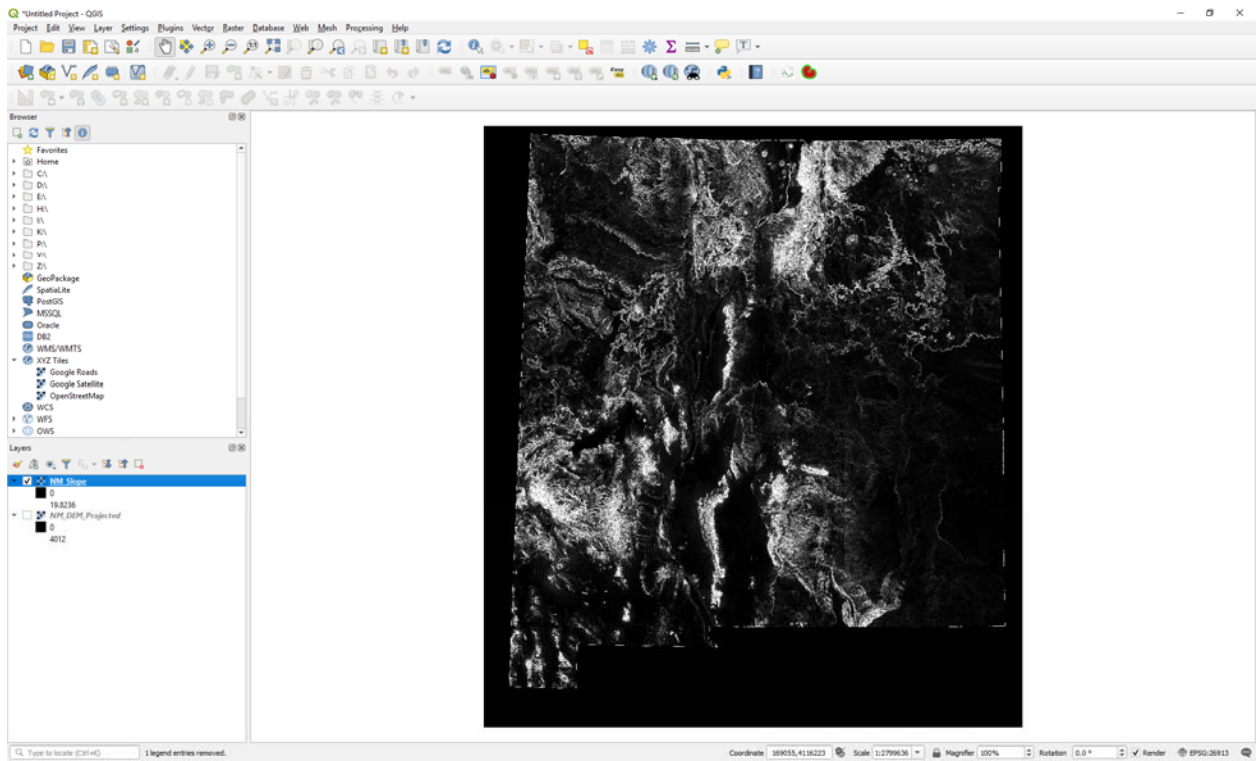 *Untitled Project - QGIS
Project Edit View Layer Settings Plugins Vector Raster Database Web Mesh Processing Help
Browser
Favorites
Home
C:\
D:\
E:\
H:\
I:\
K:\
P:\
V:\
Z:\
GeoPackage
SpatiaLite
PostGIS
MSSQL
Oracle
DB2
WMS/WMTS
XYZ Tiles
Google Roads
Google Satellite
OpenStreetMap
WCS
WFS
OWS
Layers
NM_Slope
0
19.8236
NM_DEM_Projected
0
4012
Type to locate (Ctrl+K) 1 legend entries removed. Coordinate 169055,4116223 Scale 1:2799636 Magnifier 100% Rotation 0.0 ° Render EPSG:26913